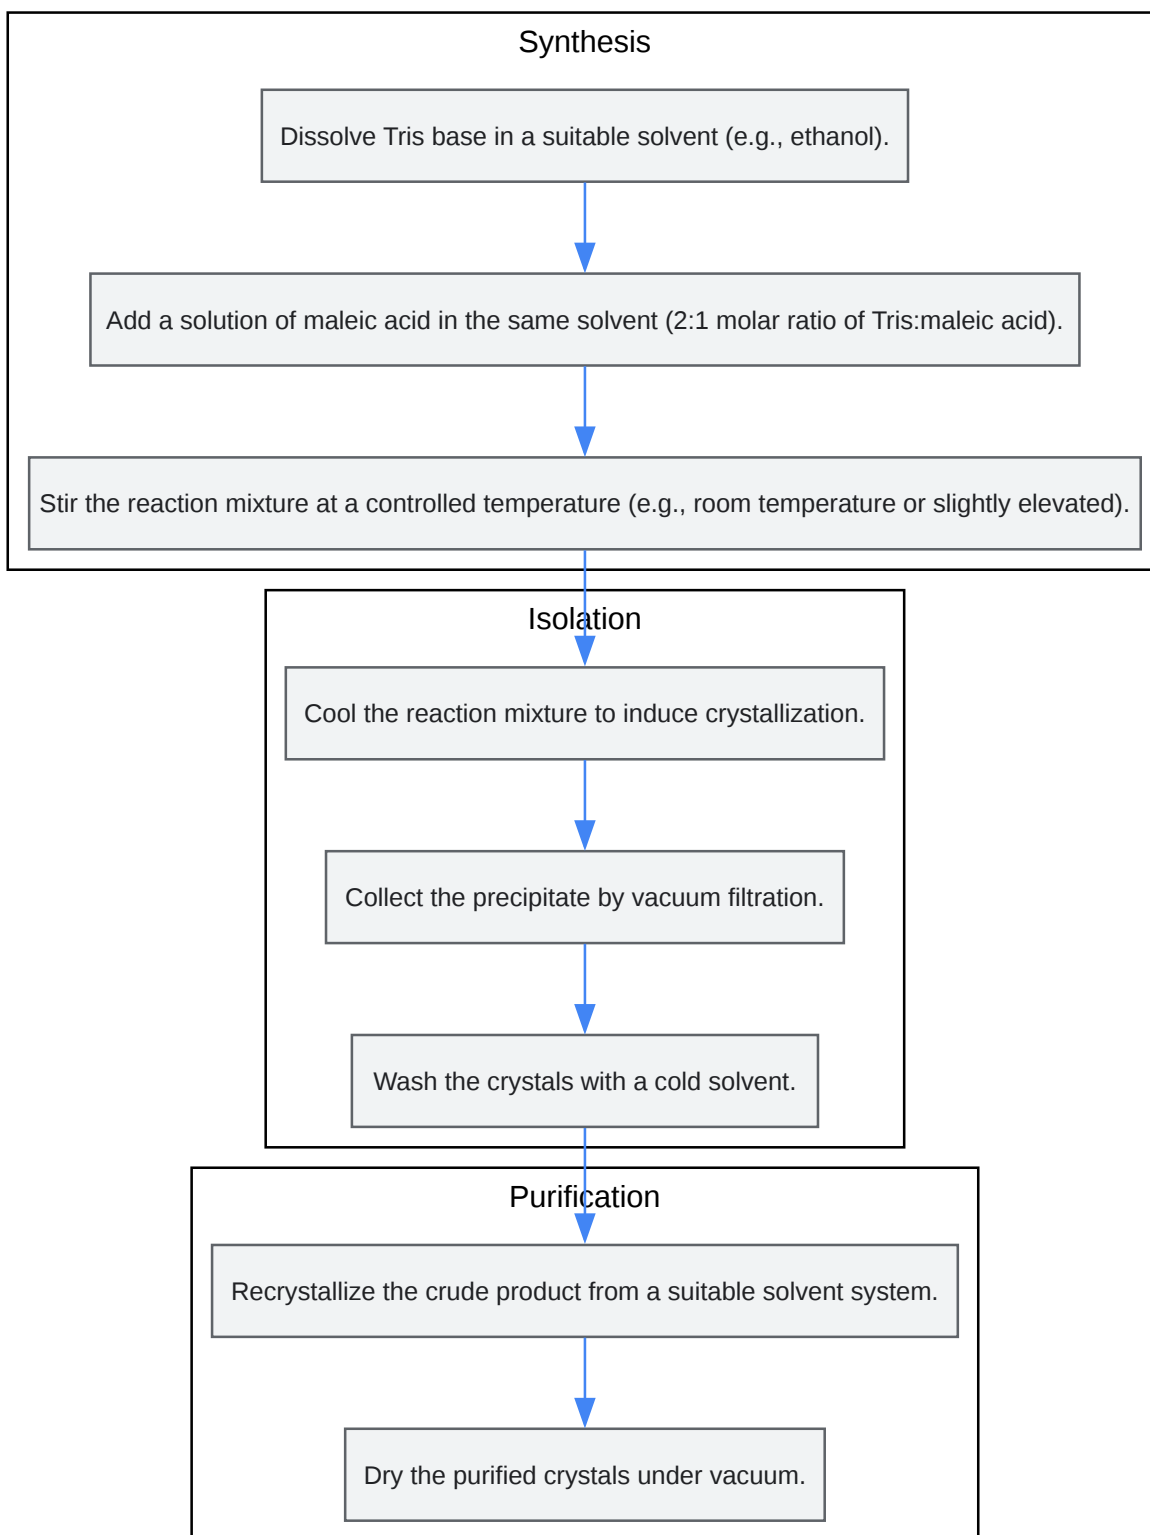 Synthesis
Dissolve Tris base in a suitable solvent (e.g., ethanol).
Add a solution of maleic acid in the same solvent (2:1 molar ratio of Tris:maleic acid).
Stir the reaction mixture at a controlled temperature (e.g., room temperature or slightly elevated).
Isolation
Cool the reaction mixture to induce crystallization.
Collect the precipitate by vacuum filtration.
Wash the crystals with a cold solvent.
Purification
Recrystallize the crude product from a suitable solvent system.
Dry the purified crystals under vacuum.